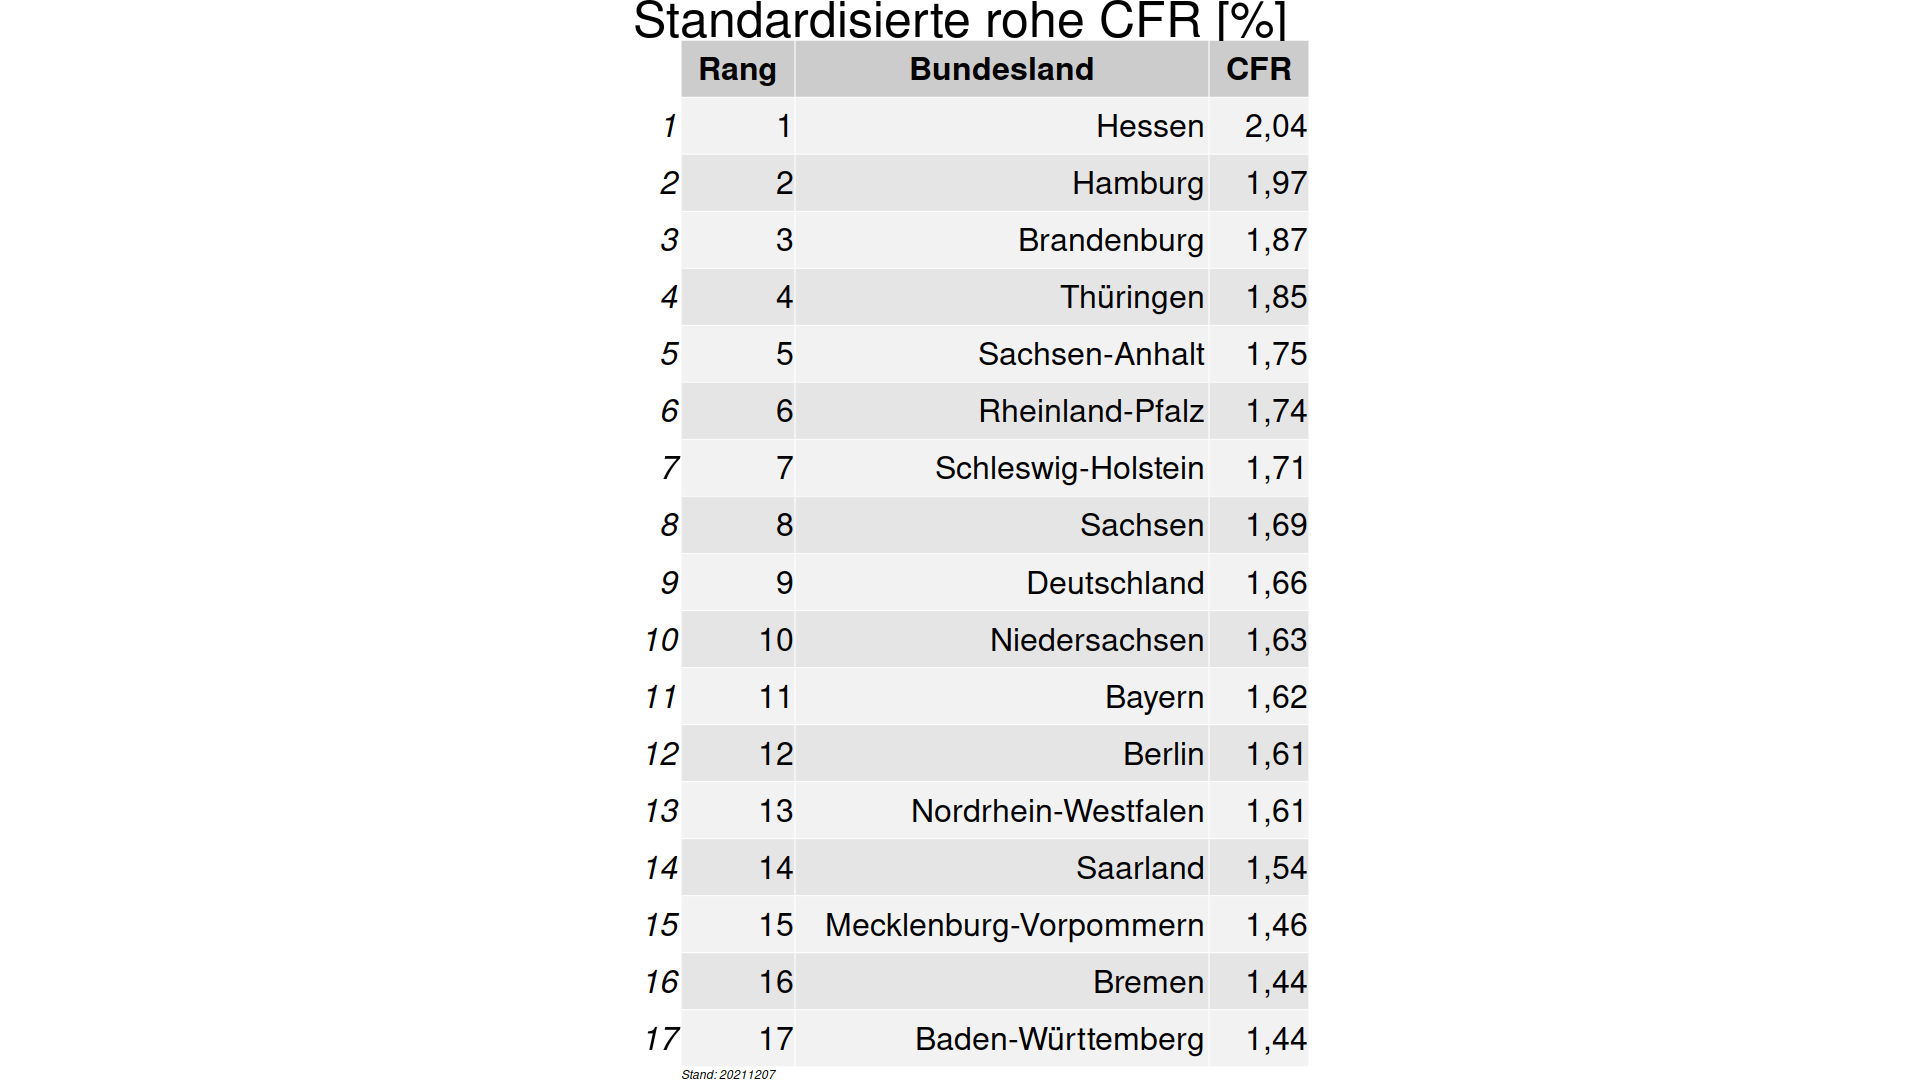 Standardisierte rohe CFR [%]
Rang Bundesland CFR
1 1 Hessen 2,04
2 2 Hamburg 1,97
3 3 Brandenburg 1,87
4 4 Thüringen 1,85
5 5 Sachsen-Anhalt 1,75
6 6 Rheinland-Pfalz 1,74
7 7 Schleswig-Holstein 1,71
8 8 Sachsen 1,69
9 9 Deutschland 1,66
10 10 Niedersachsen 1,63
11 11 Bayern 1,62
12 12 Berlin 1,61
13 13 Nordrhein-Westfalen 1,61
14 14 Saarland 1,54
15 15 Mecklenburg-Vorpommern 1,46
16 16 Bremen 1,44
17 17 Baden-Württemberg 1,44
Stand: 20211207